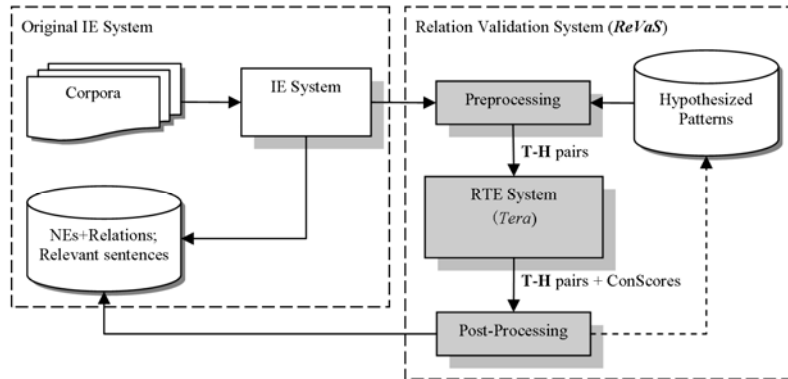 Original IE System
Relation Validation System (ReVaS)
Corpora
IE System
Preprocessing
Hypothesized
Patterns
T-H pairs
RTE System
(Tera)
NEs+Relations;
Relevant sentences
T-H pairs + ConScores
Post-Processing